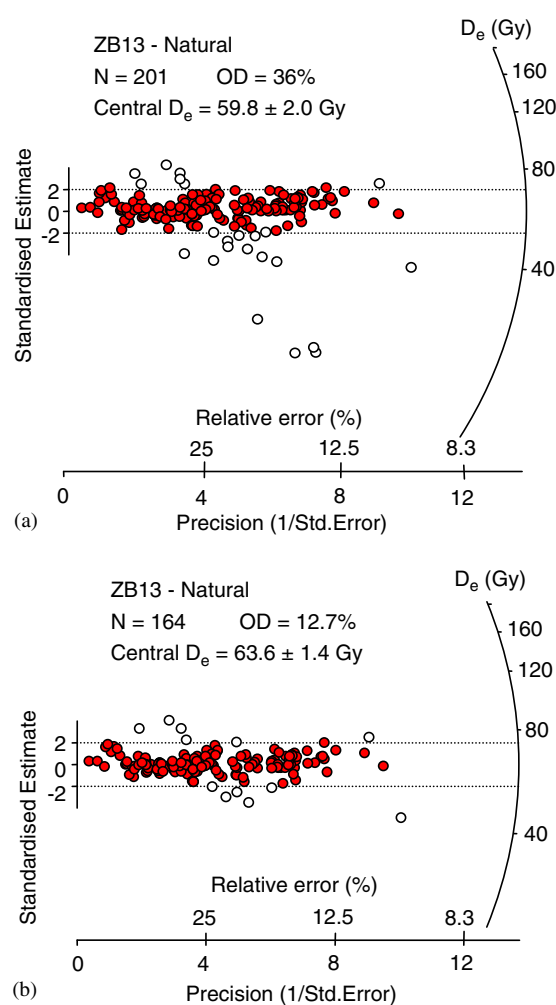 ZB13 - Natural
N = 201 OD = 36%
Central De = 59.8 ± 2.0 Gy
De (Gy)
160
120
80
40
Standardised Estimate
2
0
-2
Relative error (%)
25 12.5 8.3
0 4 8 12
Precision (1/Std.Error)
(a)
ZB13 - Natural
N = 164 OD = 12.7%
Central De = 63.6 ± 1.4 Gy
De (Gy)
160
120
80
40
Standardised Estimate
2
0
-2
Relative error (%)
25 12.5 8.3
0 4 8 12
Precision (1/Std.Error)
(b)